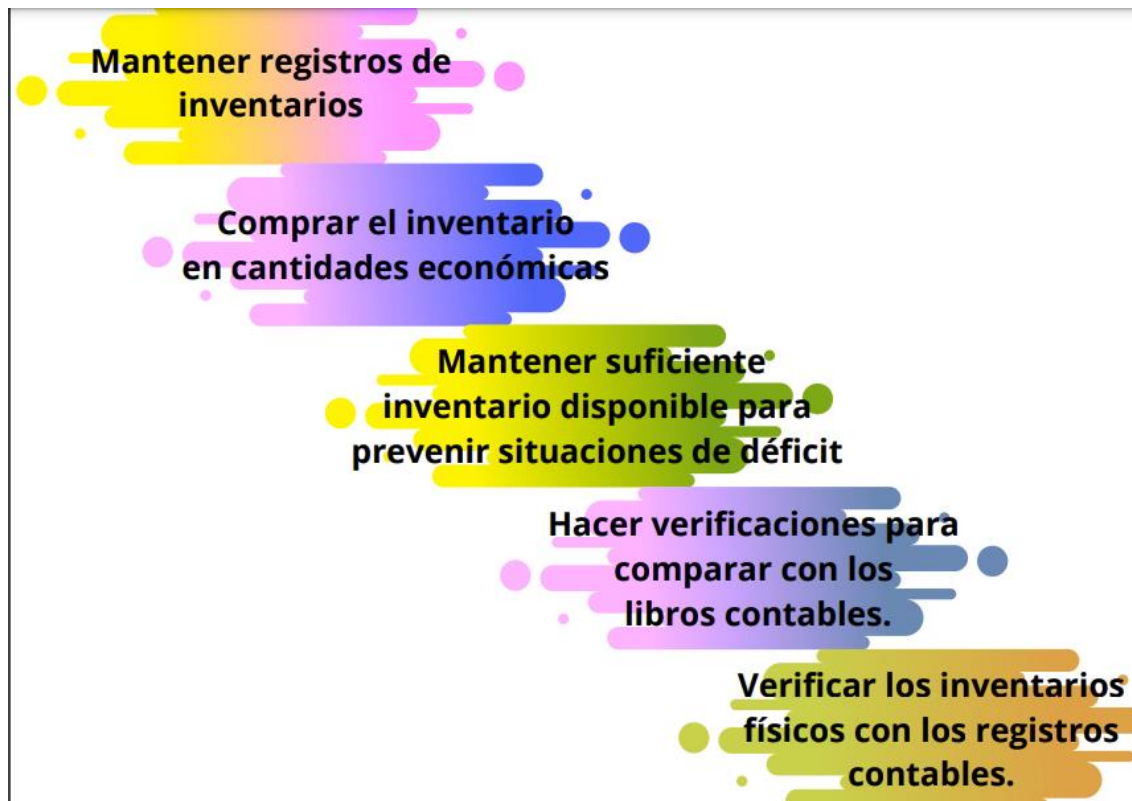 Mantener registros de
inventarios
Comprar el inventario
en cantidades económicas
Mantener suficiente
inventario disponible para
prevenir situaciones de déficit
Hacer verificaciones para
comparar con los
libros contables.
Verificar los inventarios
físicos con los registros
contables.